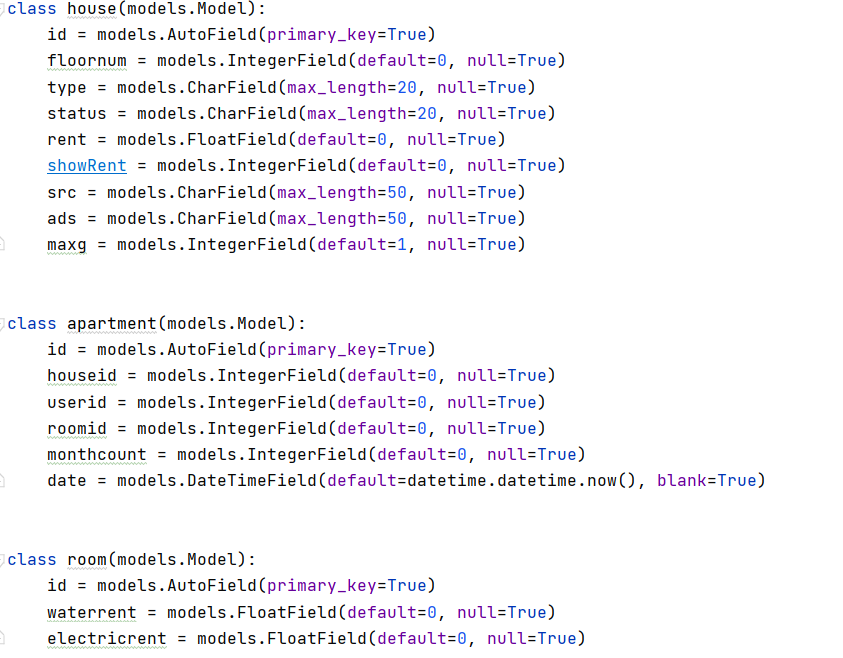 class house(models.Model):
    id = models.AutoField(primary_key=True)
    floornum = models.IntegerField(default=0, null=True)
    type = models.CharField(max_length=20, null=True)
    status = models.CharField(max_length=20, null=True)
    rent = models.FloatField(default=0, null=True)
    showRent = models.IntegerField(default=0, null=True)
    src = models.CharField(max_length=50, null=True)
    ads = models.CharField(max_length=50, null=True)
    maxg = models.IntegerField(default=1, null=True)
class apartment(models.Model):
    id = models.AutoField(primary_key=True)
    houseid = models.IntegerField(default=0, null=True)
    userid = models.IntegerField(default=0, null=True)
    roomid = models.IntegerField(default=0, null=True)
    monthcount = models.IntegerField(default=0, null=True)
    date = models.DateTimeField(default=datetime.datetime.now(), blank=True)
class room(models.Model):
    id = models.AutoField(primary_key=True)
    waterrent = models.FloatField(default=0, null=True)
    electricrent = models.FloatField(default=0, null=True)